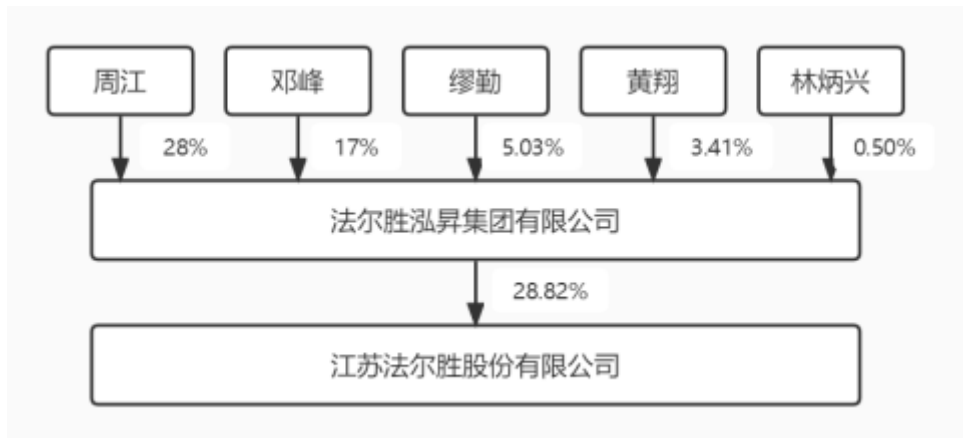 周江
邓峰
缪勤
黄翔
林炳兴
28%
17%
5.03%
3.41%
0.50%
法尔胜泓昇集团有限公司
28.82%
江苏法尔胜股份有限公司